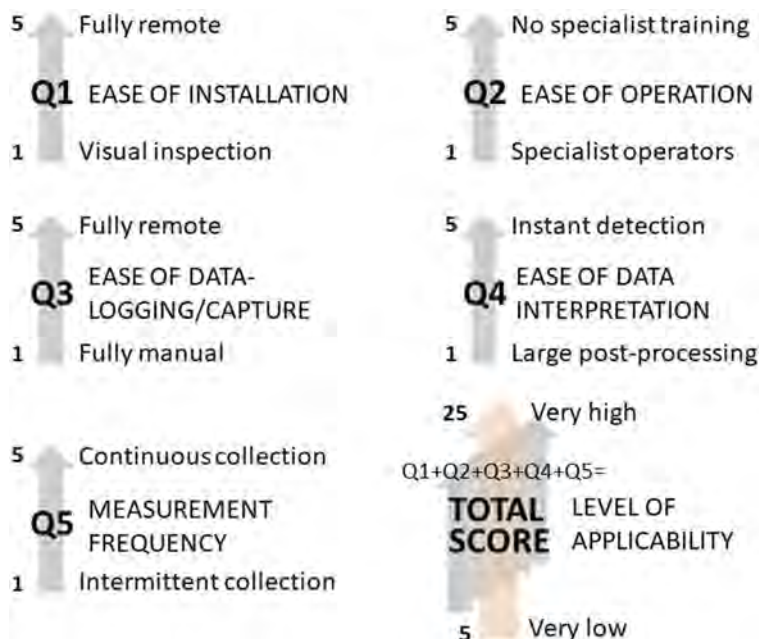 5 Fully remote
Q1 EASE OF INSTALLATION
1 Visual inspection
5 No specialist training
Q2 EASE OF OPERATION
1 Specialist operators
5 Fully remote
Q3 EASE OF DATA-
LOGGING/CAPTURE
1 Fully manual
5 Instant detection
Q4 EASE OF DATA
INTERPRETATION
1 Large post-processing
5 Continuous collection
Q5 MEASUREMENT
FREQUENCY
1 Intermittent collection
25 Very high
Q1+Q2+Q3+Q4+Q5=
TOTAL
SCORE
LEVEL OF
APPLICABILITY
5 Very low